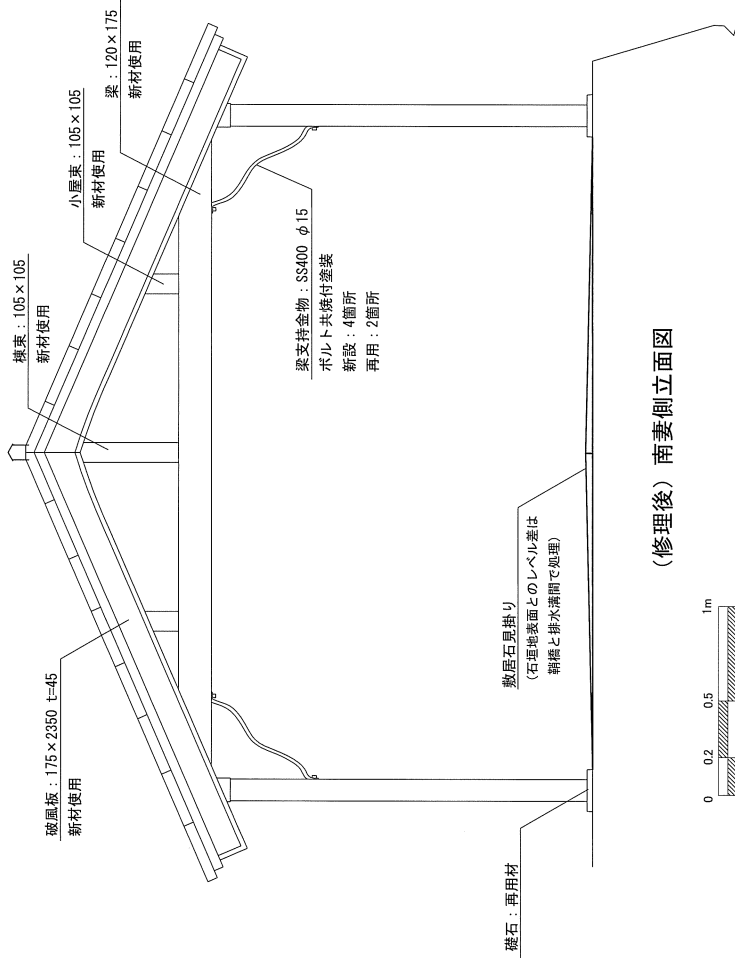 破風板：175×2350 t=45
新材使用
棟束：105×105
新材使用
小屋束：105×105
新材使用
梁：120×175
新材使用
梁支持金物：SS400 φ15
ボルト共焼付塗装
新設：4箇所
再用：2箇所
敷居石見掛り
(石垣地表面とのレベル差は
鞘橋と排水溝間で処理)
礎石：再用材
(修理後) 南妻側立面図
0 0.2 0.5 1m